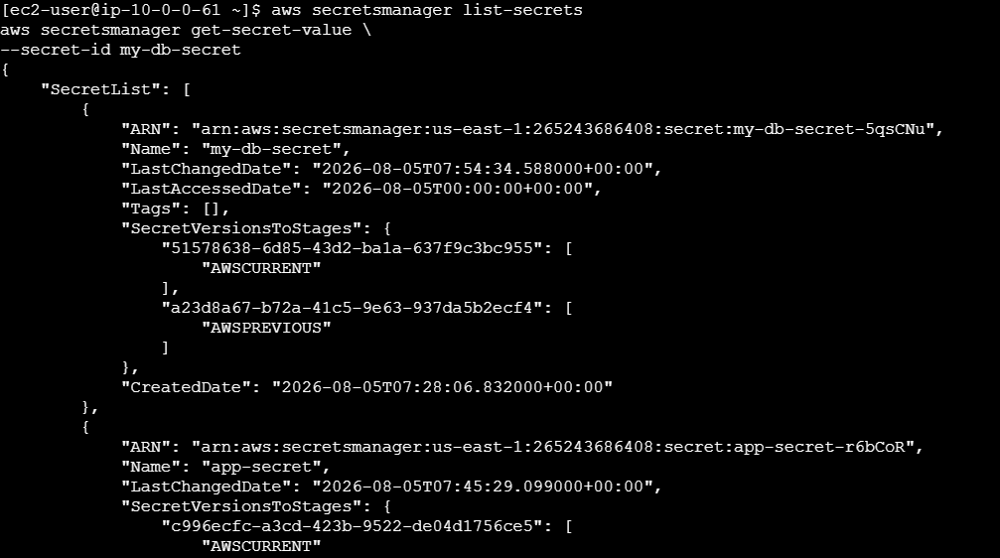 [ec2-user@ip-10-0-0-61 ~]$ aws secretsmanager list-secrets
aws secretsmanager get-secret-value \
--secret-id my-db-secret
{
    "SecretList": [
        {
            "ARN": "arn:aws:secretsmanager:us-east-1:265243686408:secret:my-db-secret-5qsCNu",
            "Name": "my-db-secret",
            "LastChangedDate": "2026-08-05T07:54:34.588000+00:00",
            "LastAccessedDate": "2026-08-05T00:00:00+00:00",
            "Tags": [],
            "SecretVersionsToStages": {
                "51578638-6d85-43d2-ba1a-637f9c3bc955": [
                    "AWSCURRENT"
                ],
                "a23d8a67-b72a-41c5-9e63-937da5b2ecf4": [
                    "AWSPREVIOUS"
                ]
            },
            "CreatedDate": "2026-08-05T07:28:06.832000+00:00"
        },
        {
            "ARN": "arn:aws:secretsmanager:us-east-1:265243686408:secret:app-secret-r6bCoR",
            "Name": "app-secret",
            "LastChangedDate": "2026-08-05T07:45:29.099000+00:00",
            "SecretVersionsToStages": {
                "c996ecfc-a3cd-423b-9522-de04d1756ce5": [
                    "AWSCURRENT"